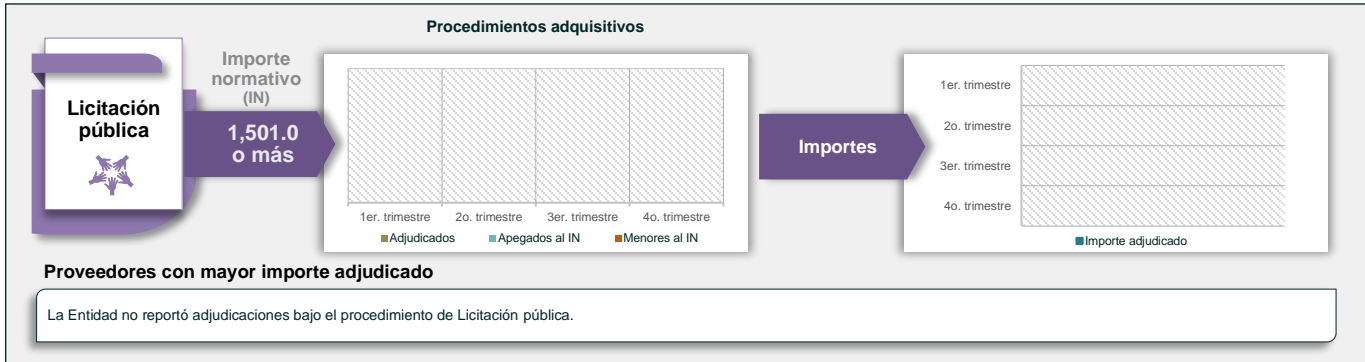 Procedimientos adquisitivos
Licitación
pública
Importe
normativo
(IN)
1,501.0
o más
1er. trimestre 2o. trimestre 3er. trimestre 4o. trimestre
Adjudicados Apegados al IN Menores al IN
Importes
1er. trimestre
2o. trimestre
3er. trimestre
4o. trimestre
Importe adjudicado
Proveedores con mayor importe adjudicado
La Entidad no reportó adjudicaciones bajo el procedimiento de Licitación pública.